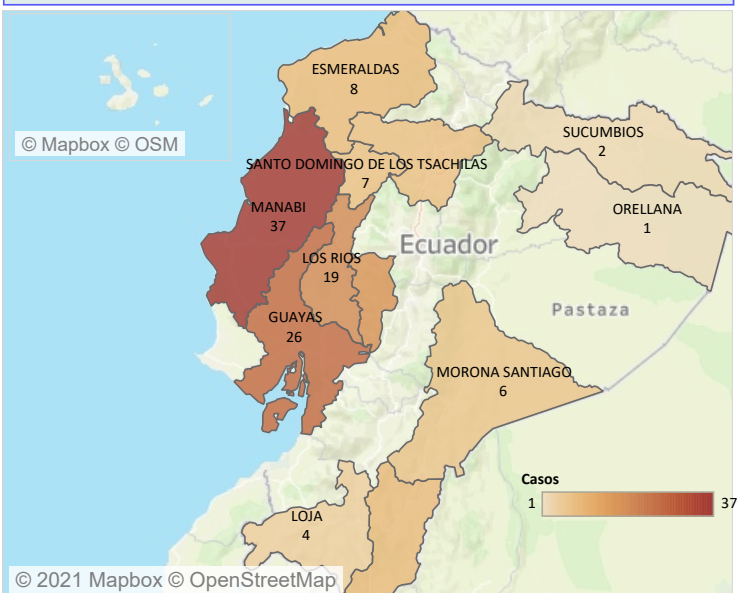 ESMERALDAS
8
© Mapbox © OSM
SUCUMBIOS
2
SANTO DOMINGO DE LOS TSACHILAS
7
MANABI
37
ORELLANA
1
Ecuador
LOS RIOS
19
Pastaza
GUAYAS
26
MORONA SANTIAGO
6
Casos
1 37
LOJA
4
© 2021 Mapbox © OpenStreetMap